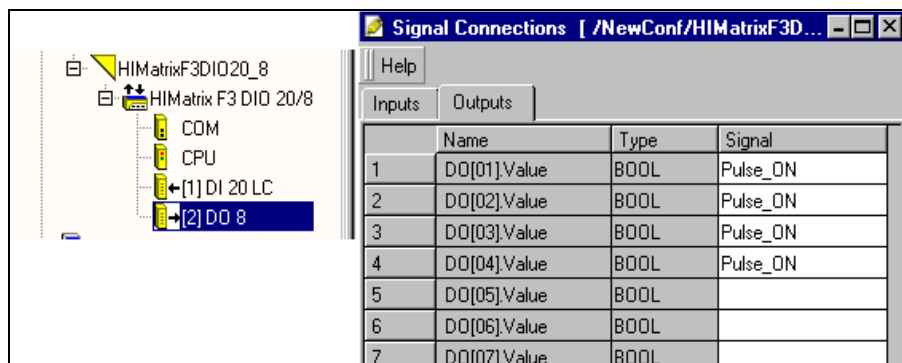 HIMatrixF3DIO20_8
HIMatrix F3 DIO 20/8
COM
CPU
[1] DI 20 LC
[2] DO 8
Signal Connections [ /NewConf/HIMatrixF3D...
Help
Inputs Outputs
Name Type Signal
1 DO[01].Value BOOL Pulse_ON
2 DO[02].Value BOOL Pulse_ON
3 DO[03].Value BOOL Pulse_ON
4 DO[04].Value BOOL Pulse_ON
5 DO[05].Value BOOL
6 DO[06].Value BOOL
7 DO[07].Value BOOL